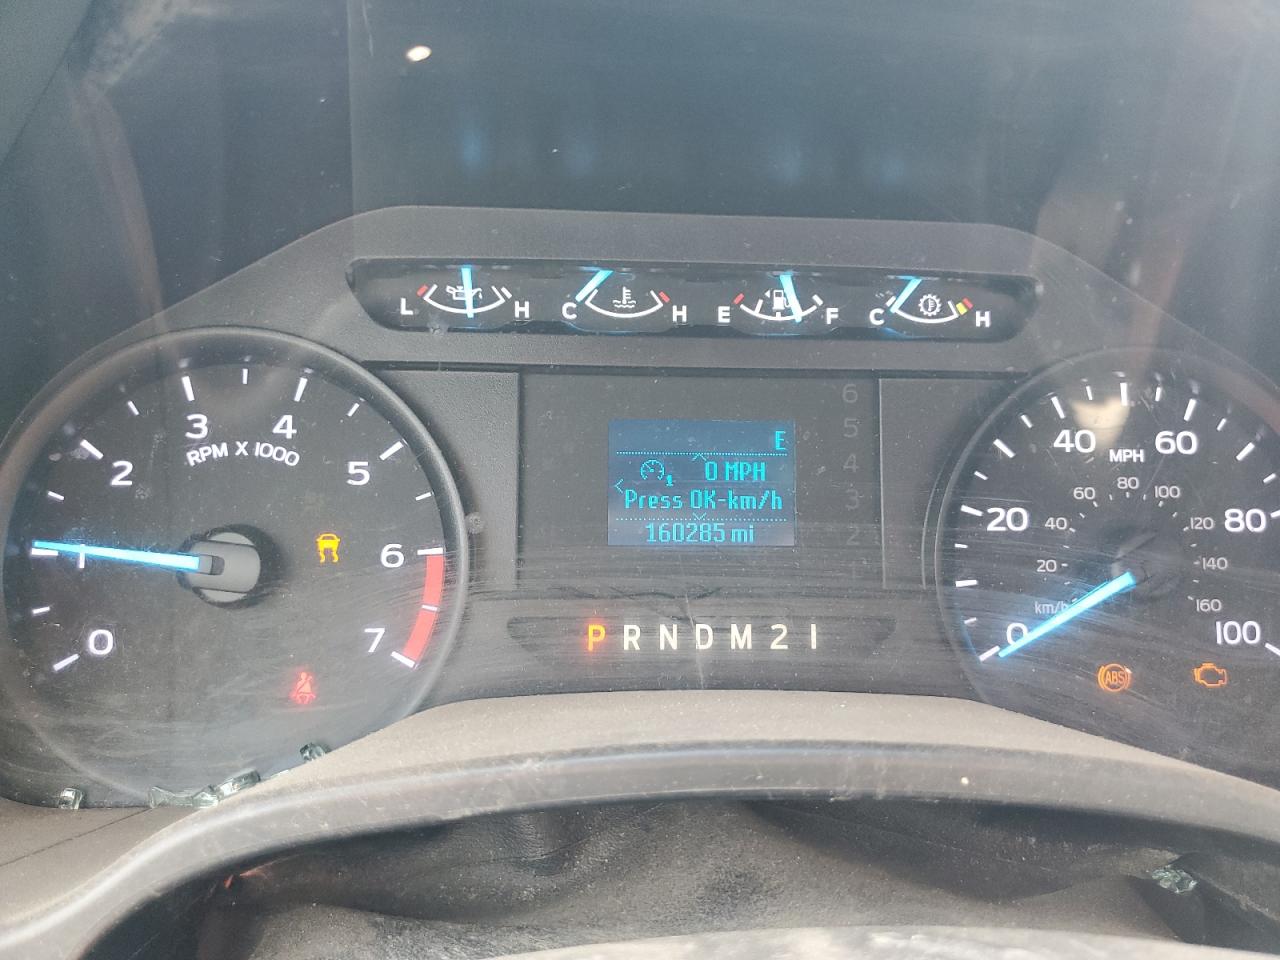 L H C H E F C H
3 4
RPM X 1000
2 5
1 6
0 7
E
1 0 MPH
Press OK-km/h
160285 mi
6
5
4
3
2
P R N D M 2 1
40 60
MPH
60 80 100
20 40 120 80
20 140
km/h 160
0 100
ABS